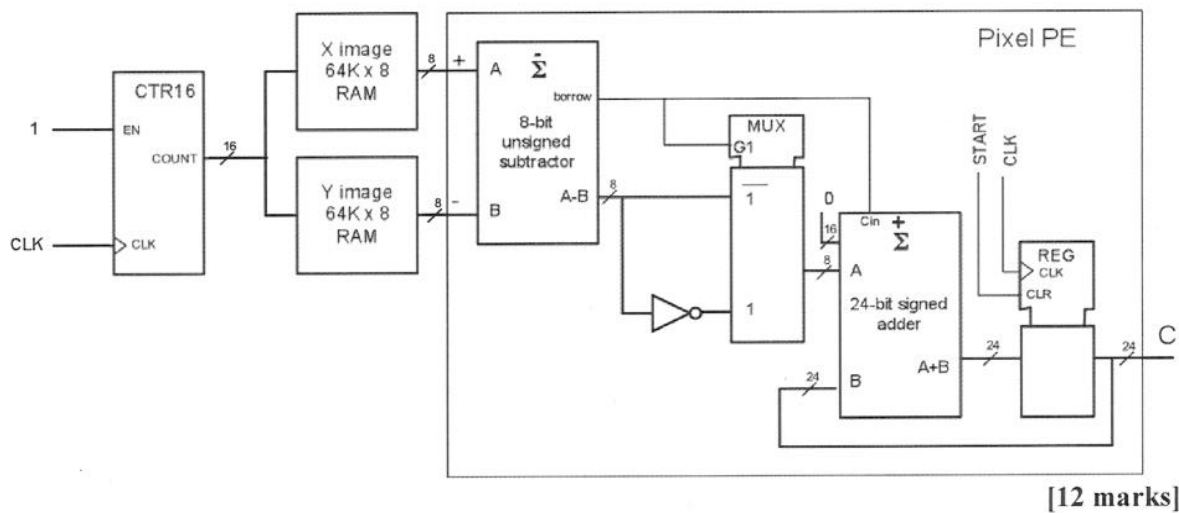 Pixel PE
X image
64K x 8
RAM
8
+
A
Σ
-
borrow
8-bit
unsigned
subtractor
A-B
8
B
CTR16
1
EN
COUNT
16
CLK
CLK
Y image
64K x 8
RAM
8
-
MUX
G1
1
1
START
CLK
D
16
Cin
+
Σ
8
A
24-bit signed
adder
24
B
A+B
24
REG
CLK
CLR
24
C
[12 marks]